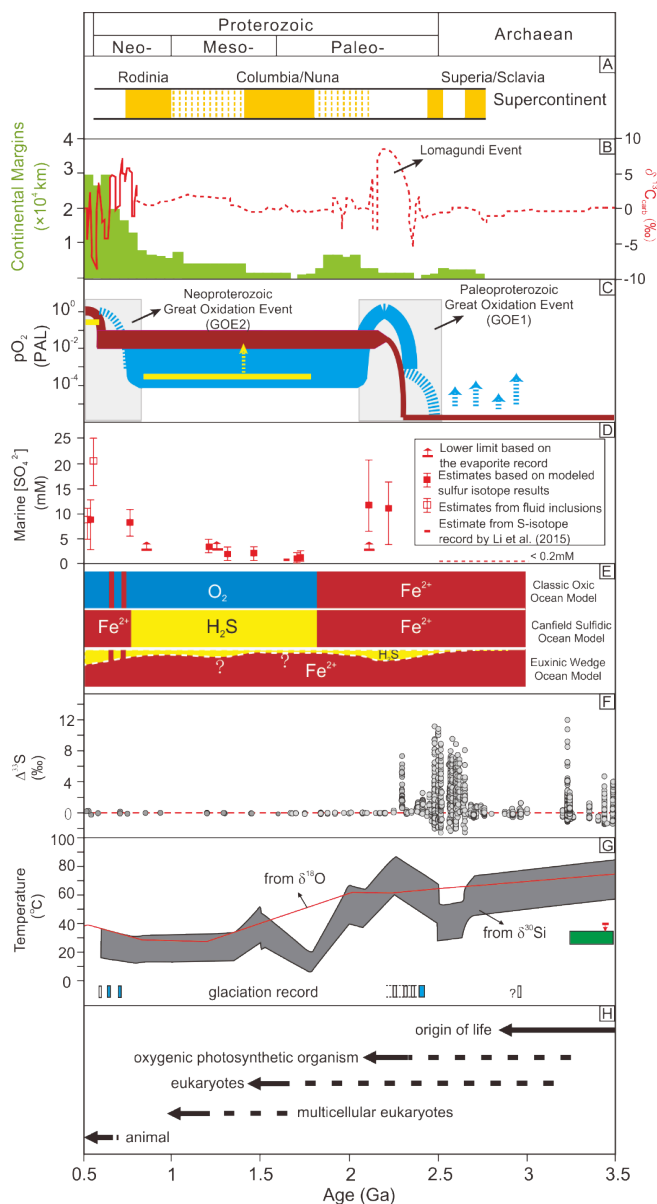 Proterozoic
Archaean
Neo-
Meso-
Paleo-
A
Rodinia
Columbia/Nuna
Superia/Sclavia
Supercontinent
B
Continental Margins
(×10⁴ km)
4
3
2
1
Lomagundi
Event
10
5
0
-5
-10
δ¹³C carb (‰)
C
pO₂
(PAL)
10⁰
10⁻²
10⁻⁴
Neoproterozoic
Great Oxidation Event
(GOE2)
Paleoproterozoic
Great Oxidation Event
(GOE1)
D
Marine [SO₄²⁻]
(mM)
25
20
15
10
5
0
Lower limit based on
the evaporite record
Estimates based on modeled
sulfur isotope results
Estimates from fluid inclusions
Estimate from S-isotope
record by Li et al. (2015)
< 0.2mM
E
O₂
Fe²⁺
Classic Oxic
Ocean Model
Fe²⁺
H₂S
Fe²⁺
Canfield Sulfidic
Ocean Model
?
?
Fe²⁺
H₂S
Euxinic Wedge
Ocean Model
F
Δ³³S
(‰)
12
8
4
0
G
Temperature
(°C)
100
80
60
40
20
0
from δ¹⁸O
from δ³⁰Si
glaciation record
?
H
origin of life
oxygenic photosynthetic organism
eukaryotes
multicellular eukaryotes
animal
0.5
1
1.5
2
2.5
3
3.5
Age (Ga)